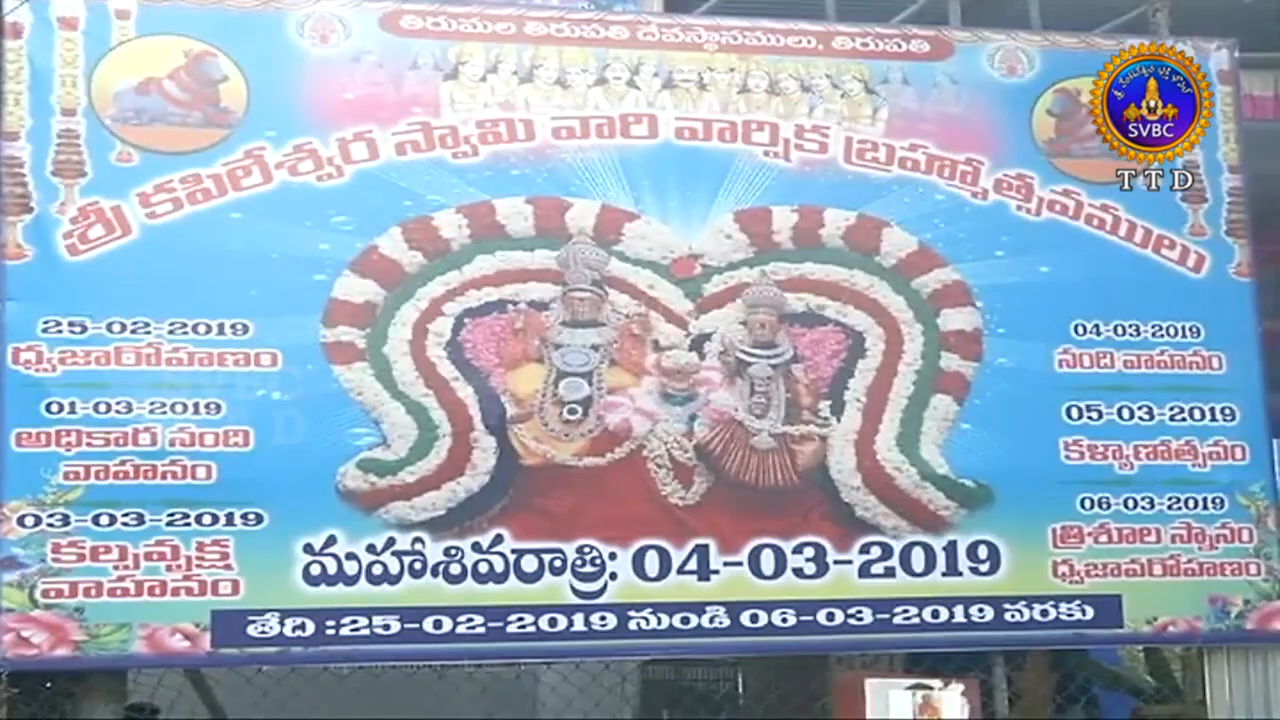 తిరుమల తిరుపతి దేవస్థానములు, తిరుపతి
శ్రీ కపిలేశ్వర స్వామి వారి వార్షిక బ్రహ్మోత్సవములు
SVBC
TTD
25-02-2019
ధ్వజారోహణం
01-03-2019
అధికార నంది
వాహనం
03-03-2019
కల్పవృక్ష
వాహనం
04-03-2019
నంది వాహనం
05-03-2019
కళ్యాణోత్సవం
06-03-2019
త్రిశూల స్నానం
ధ్వజావరోహణం
మహాశివరాత్రి: 04-03-2019
తేది :25-02-2019 నుండి 06-03-2019 వరకు